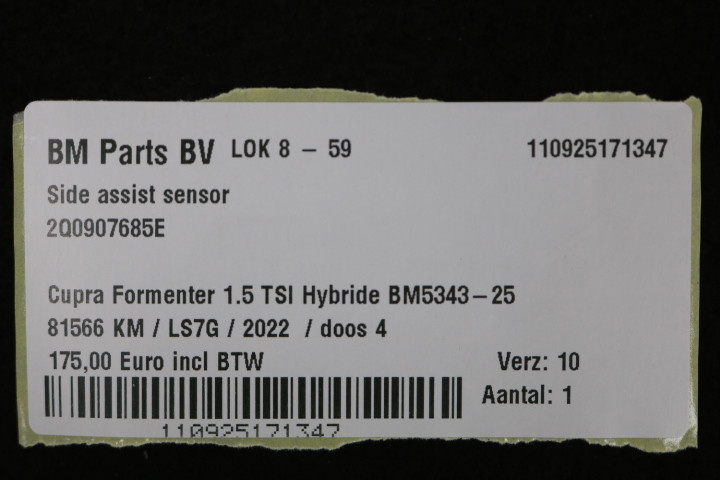 BM Parts BV LOK 8 - 59 110925171347
Side assist sensor
2Q0907685E
Cupra Formenter 1.5 TSI Hybride BM5343-25
81566 KM / LS7G / 2022 / doos 4
175,00 Euro incl BTW Verz: 10
Aantal: 1
110925171347